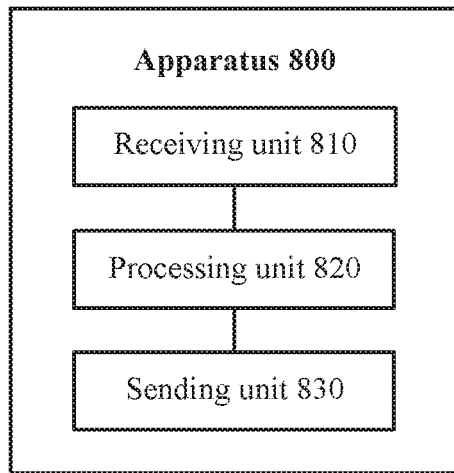 Apparatus 800
Receiving unit 810
Processing unit 820
Sending unit 830